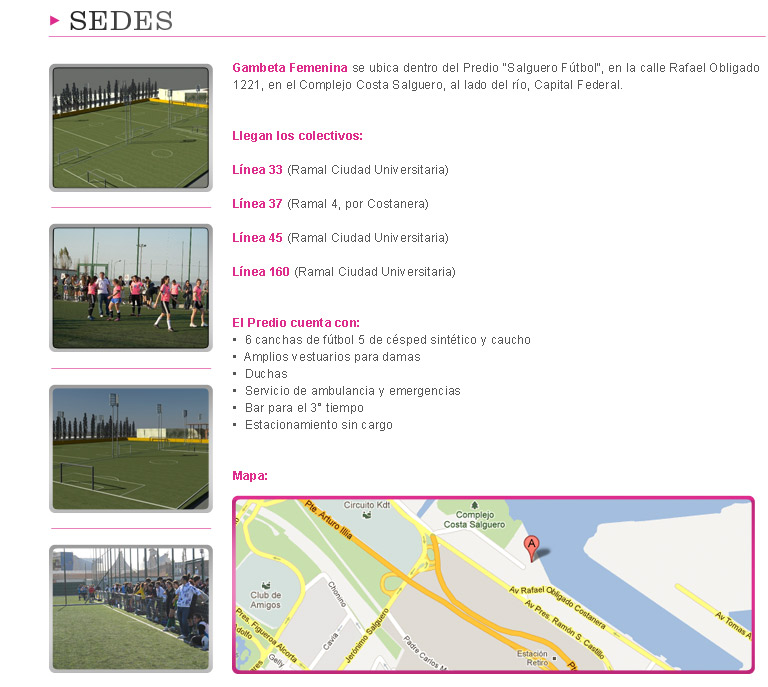 SEDES
Gambeta Femenina se ubica dentro del Predio "Salguero Fútbol", en la calle Rafael Obligado
1221, en el Complejo Costa Salguero, al lado del río, Capital Federal.
Llegan los colectivos:
Línea 33 (Ramal Ciudad Universitaria)
Línea 37 (Ramal 4, por Costanera)
Línea 45 (Ramal Ciudad Universitaria)
Línea 160 (Ramal Ciudad Universitaria)
El Predio cuenta con:
• 6 canchas de fútbol 5 de césped sintético y caucho
• Amplios vestuarios para damas
• Duchas
• Servicio de ambulancia y emergencias
• Bar para el 3° tiempo
• Estacionamiento sin cargo
Mapa:
Circuito Kdt
Pte. Arturo Illia
Complejo
Costa Salguero
A
Club de
Amigos
Chonino
Av Rafael Obligado Costanera
Av Pres. Ramón S. Castillo
Av Tomas A
Pres. Figueroa Alcorta
dolfo
Cavia
Jerónimo Salguero
Padre Carlos M
Gelly
eres
Estación
Retiro
Pte